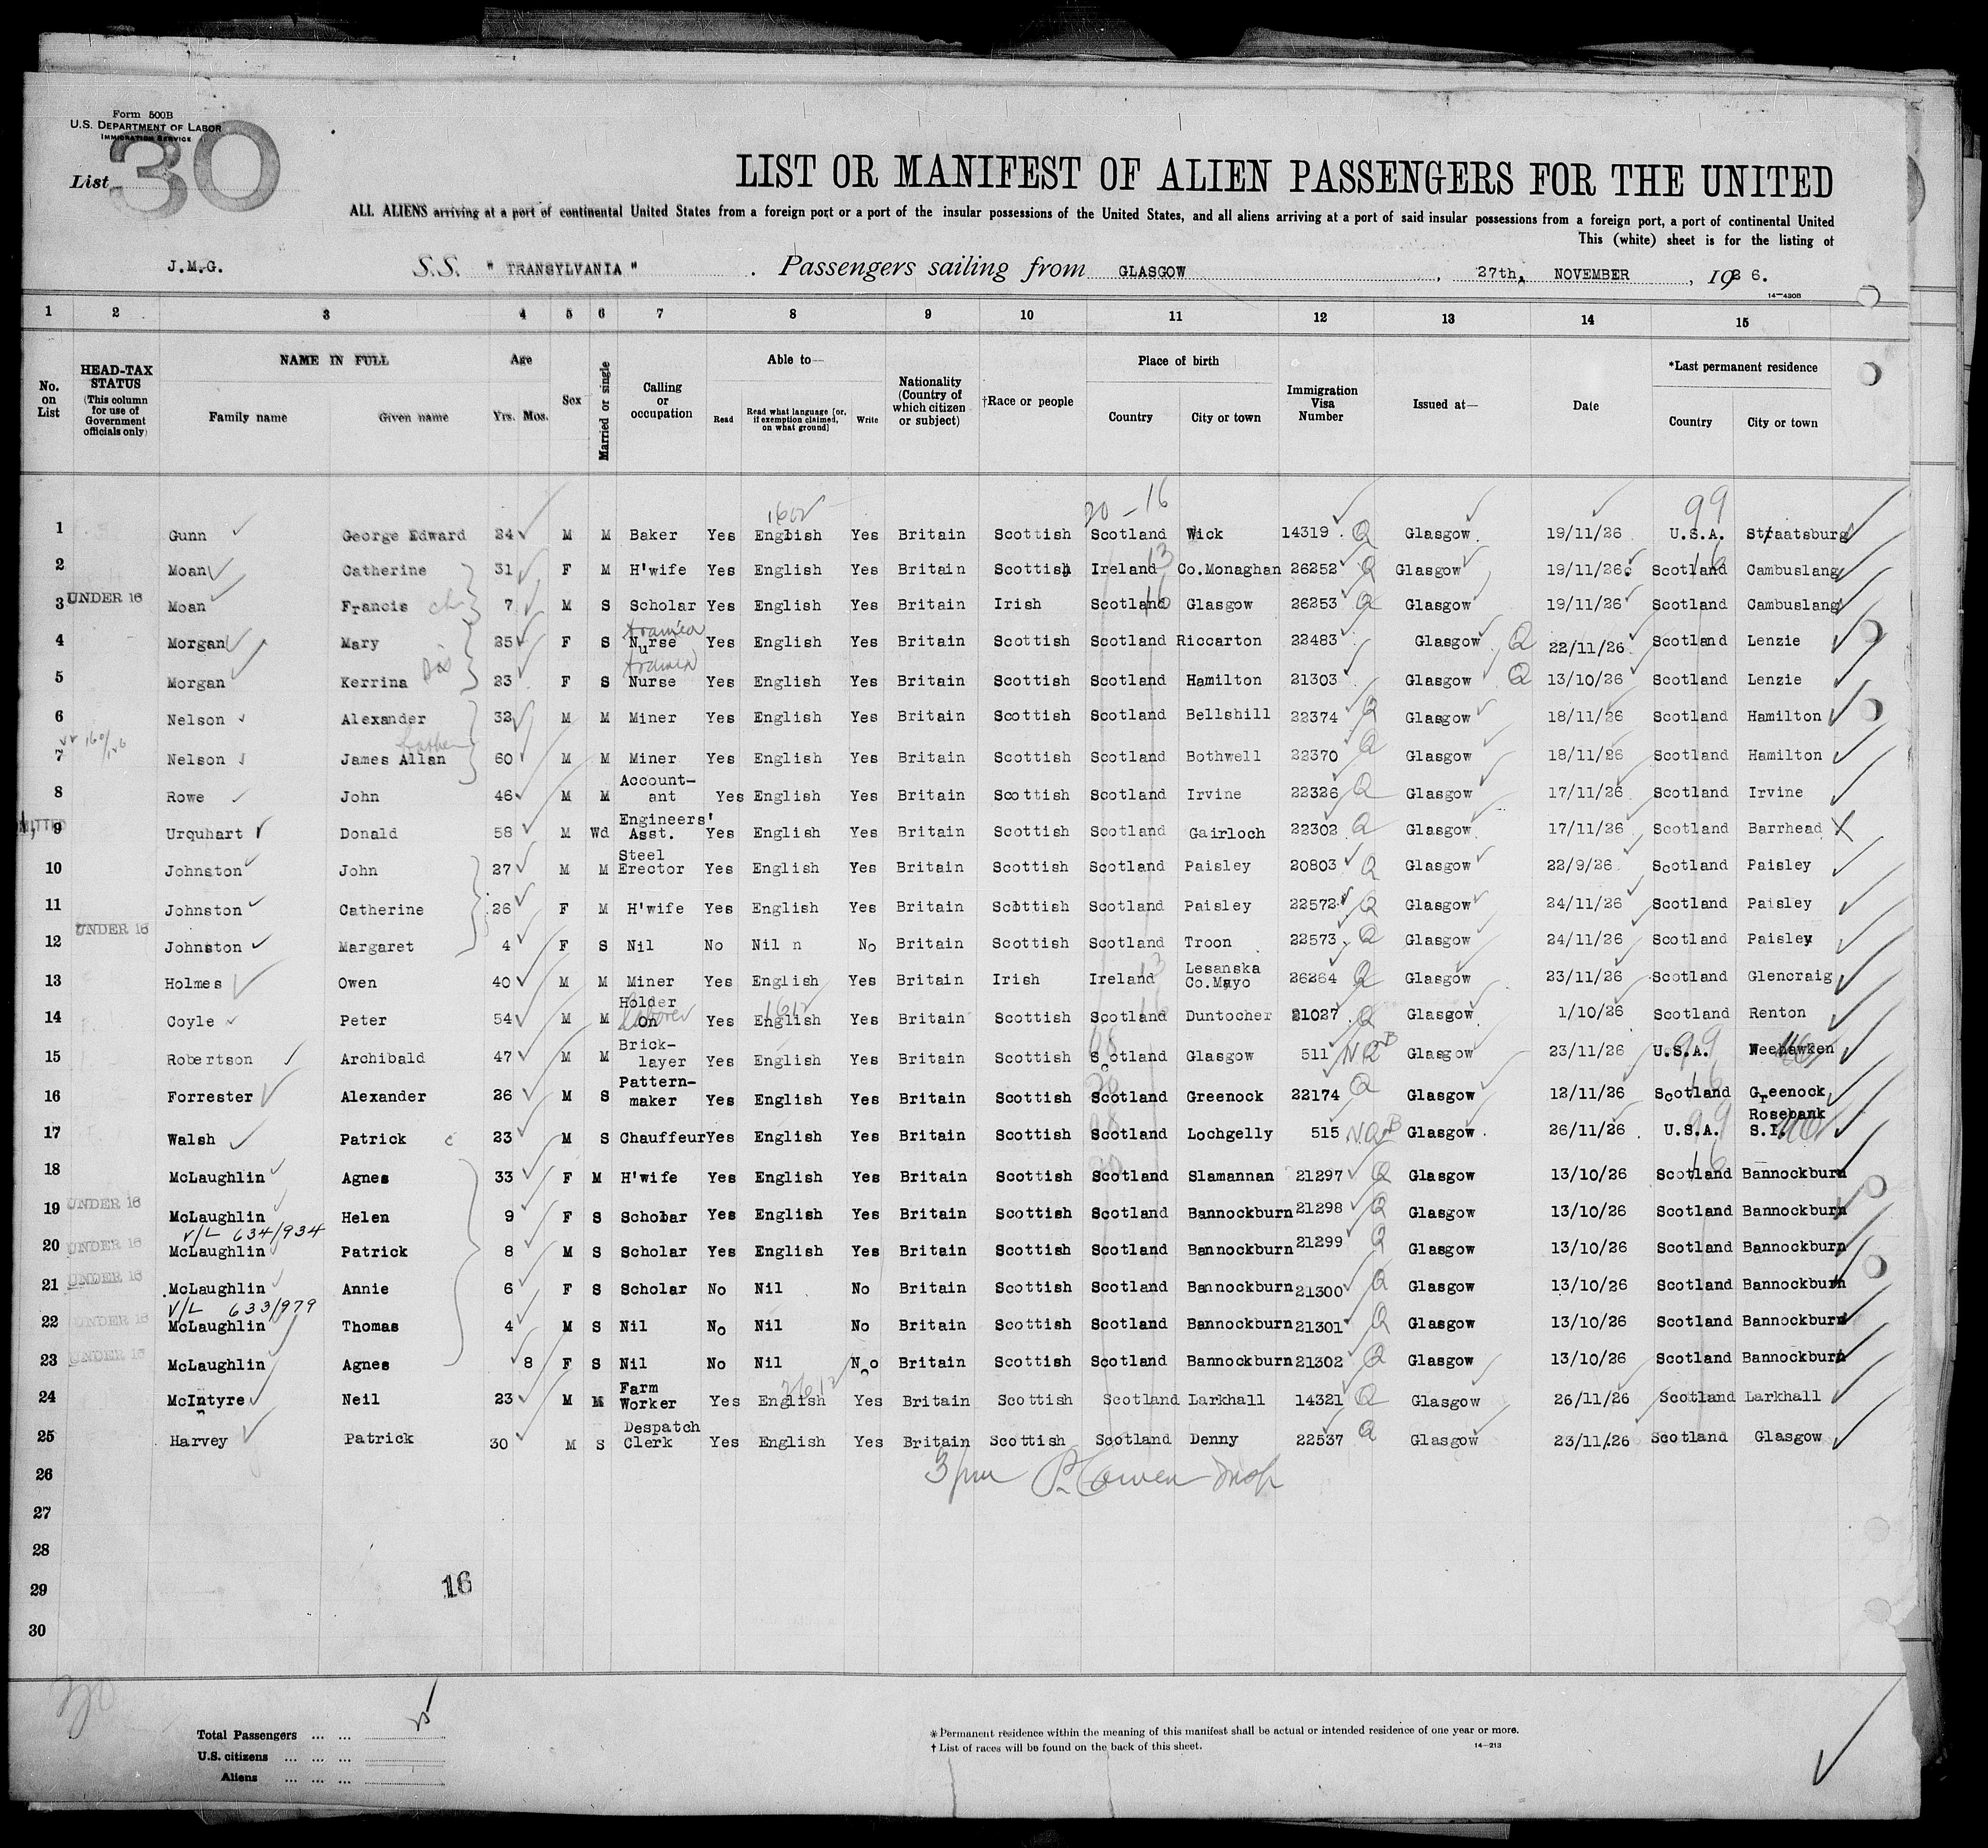 Form 500B
U.S. DEPARTMENT OF LABOR
IMMIGRATION SERVICE
List 30
LIST OR MANIFEST OF ALIEN PASSENGERS FOR THE UNITED
ALL ALIENS arriving at a port of continental United States from a foreign port or a port of the insular possessions of the United States, and all aliens arriving at a port of said insular possessions from a foreign port, a port of continental United
This (white) sheet is for the listing of
J.M.G. S.S. " TRANSYLVANIA " . Passengers sailing from GLASGOW , 27th, NOVEMBER , 1926.
14—430B
1 2 3 4 5 6 7 8 9 10 11 12 13 14 15
No. on List
HEAD-TAX STATUS (This column for use of Government officials only)
NAME IN FULL
Family name Given name
Age
Yrs. Mos.
Sex
Married or single
Calling or occupation
Able to—
Read Read what language [or, if exemption claimed, on what ground] Write
Nationality (Country of which citizen or subject)
†Race or people
Place of birth
Country City or town
Immigration Visa Number
Issued at—
Date
*Last permanent residence
Country City or town
20 - 16 99
1 Gunn George Edward 24 M M Baker Yes English Yes Britain Scottish Scotland Wick 14319 Q Glasgow 19/11/26 U.S.A. Straatsburg
2 Moan Catherine 31 F M H'wife Yes English Yes Britain Scottish Ireland Co.Monaghan 26252 Q Glasgow 19/11/26 Scotland Cambuslang
3 UNDER 16 Moan Francis ch 7 M S Scholar Yes English Yes Britain Irish Scotland Glasgow 26253 Q Glasgow 19/11/26 Scotland Cambuslang
trained
4 Morgan Mary 25 F S Nurse Yes English Yes Britain Scottish Scotland Riccarton 22483 Glasgow Q 22/11/26 Scotland Lenzie
trained
5 Morgan Kerrina Sis 23 F S Nurse Yes English Yes Britain Scottish Scotland Hamilton 21303 Glasgow Q 13/10/26 Scotland Lenzie
6 Nelson Alexander 32 M M Miner Yes English Yes Britain Scottish Scotland Bellshill 22374 Q Glasgow 18/11/26 Scotland Hamilton
father
7 Nelson James Allan 60 M M Miner Yes English Yes Britain Scottish Scotland Bothwell 22370 Q Glasgow 18/11/26 Scotland Hamilton
8 Rowe John 46 M M Account-ant Yes English Yes Britain Scottish Scotland Irvine 22326 Q Glasgow 17/11/26 Scotland Irvine
9 Urquhart Donald 58 M Wd Engineers' Asst. Yes English Yes Britain Scottish Scotland Gairloch 22302 Q Glasgow 17/11/26 Scotland Barrhead X
10 Johnston John 27 M M Steel Erector Yes English Yes Britain Scottish Scotland Paisley 20803 Q Glasgow 22/9/26 Scotland Paisley
11 Johnston Catherine 26 F M H'wife Yes English Yes Britain Scottish Scotland Paisley 22572 Q Glasgow 24/11/26 Scotland Paisley
UNDER 16
12 Johnston Margaret 4 F S Nil No Nil n No Britain Scottish Scotland Troon 22573 Q Glasgow 24/11/26 Scotland Paisley
13 Holmes Owen 40 M M Miner Yes English Yes Britain Irish Ireland Lesanska Co.Mayo 26264 Q Glasgow 23/11/26 Scotland Glencraig
14 Coyle Peter 54 M M Holder On Laborer Yes English Yes Britain Scottish Scotland Duntocher 21027 Q Glasgow 1/10/26 Scotland Renton
15 Robertson Archibald 47 M M Brick-layer Yes English Yes Britain Scottish Scotland Glasgow 511 NQB Glasgow 23/11/26 U.S.A. Weehawken
16 Forrester Alexander 26 M S Pattern-maker Yes English Yes Britain Scottish Scotland Greenock 22174 Q Glasgow 12/11/26 Scotland Greenock
17 Walsh Patrick 23 M S Chauffeur Yes English Yes Britain Scottish Scotland Lochgelly 515 NQB Glasgow 26/11/26 U.S.A. Rosebank S.I.
18 McLaughlin Agnes 33 F M H'wife Yes English Yes Britain Scottish Scotland Slamannan 21297 Q Glasgow 13/10/26 Scotland Bannockburn
19 UNDER 16 McLaughlin Helen 9 F S Scholar Yes English Yes Britain Scottish Scotland Bannockburn 21298 Q Glasgow 13/10/26 Scotland Bannockburn
V/L 634/934
20 UNDER 16 McLaughlin Patrick 8 M S Scholar Yes English Yes Britain Scottish Scotland Bannockburn 21299 Q Glasgow 13/10/26 Scotland Bannockburn
21 UNDER 16 McLaughlin Annie 6 F S Scholar No Nil No Britain Scottish Scotland Bannockburn 21300 Q Glasgow 13/10/26 Scotland Bannockburn
V/L 633/979
22 UNDER 16 McLaughlin Thomas 4 M S Nil No Nil No Britain Scottish Scotland Bannockburn 21301 Q Glasgow 13/10/26 Scotland Bannockburn
23 UNDER 16 McLaughlin Agnes 8 F S Nil No Nil No Britain Scottish Scotland Bannockburn 21302 Q Glasgow 13/10/26 Scotland Bannockburn
24 McIntyre Neil 23 M M Farm Worker Yes English Yes Britain Scottish Scotland Larkhall 14321 Q Glasgow 26/11/26 Scotland Larkhall
25 Harvey Patrick 30 M S Despatch Clerk Yes English Yes Britain Scottish Scotland Denny 22537 Q Glasgow 23/11/26 Scotland Glasgow
26 3 pm
27
28
29 16
30
Total Passengers ... ...
U.S. citizens ... ... ...
Aliens ... ... ...
* Permanent residence within the meaning of this manifest shall be actual or intended residence of one year or more.
† List of races will be found on the back of this sheet. 14—213